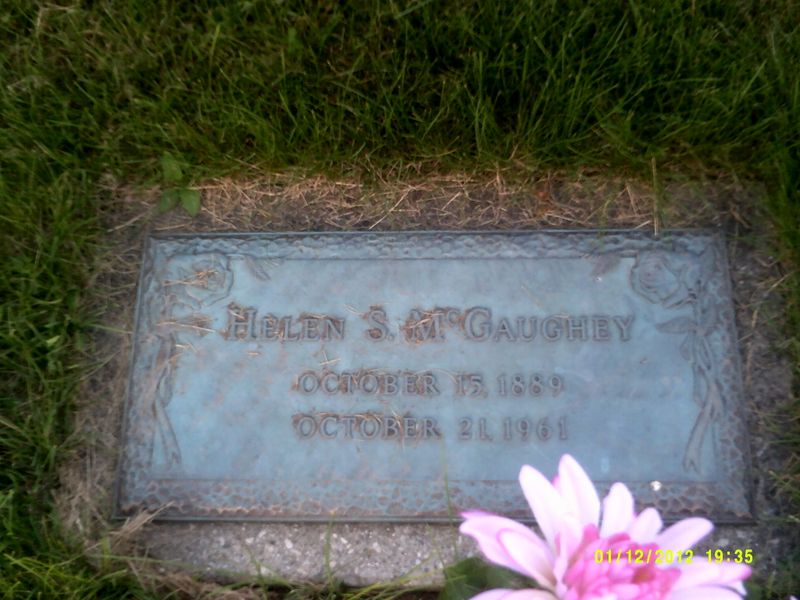 HELEN S. McGAUGHEY
OCTOBER 15, 1889
OCTOBER 21, 1961
01/12/2012 19:35